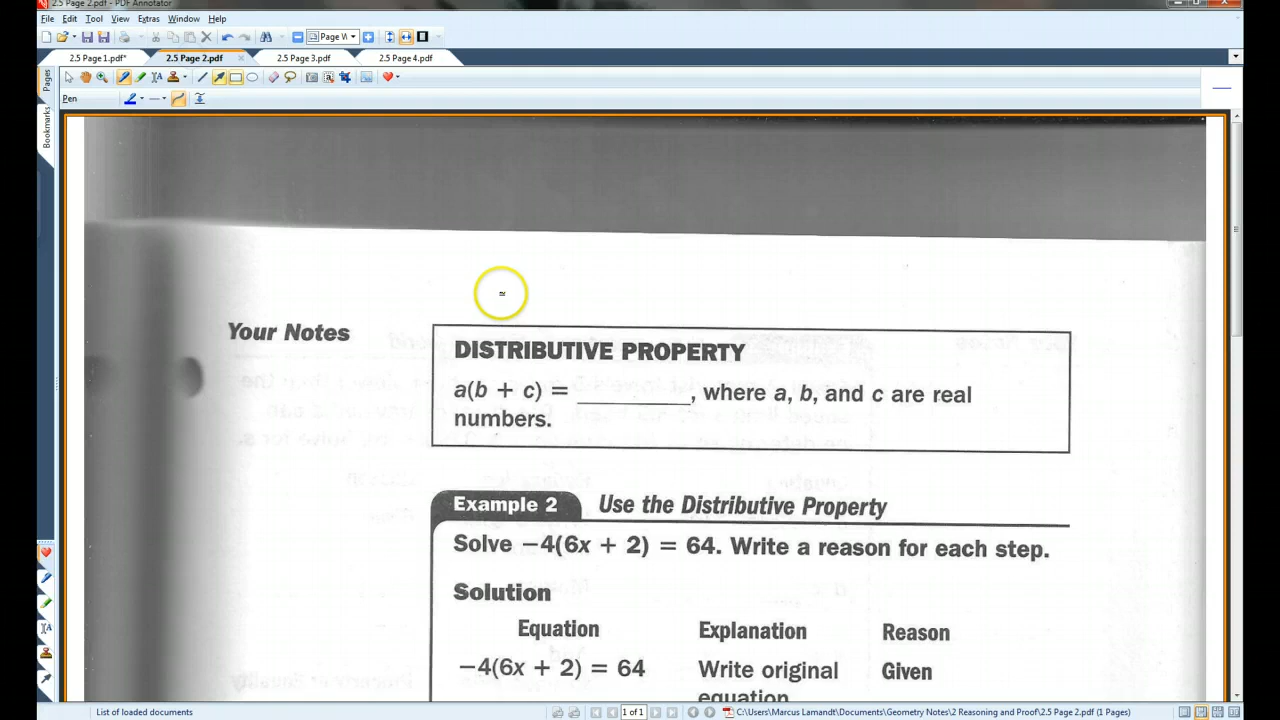 2.5 Page 2.pdf - PDF Annotator
File Edit Tool View Extras Window Help
Page W
2.5 Page 1.pdf* 2.5 Page 2.pdf 2.5 Page 3.pdf 2.5 Page 4.pdf
Pen
Pages
Bookmarks
Your Notes
DISTRIBUTIVE PROPERTY
a(b + c) = ________, where a, b, and c are real
numbers.
Example 2 Use the Distributive Property
Solve −4(6x + 2) = 64. Write a reason for each step.
Solution
Equation Explanation Reason
−4(6x + 2) = 64 Write original Given
equation.
List of loaded documents 1 of 1 C:\Users\Marcus Lamandt\Documents\Geometry Notes\2 Reasoning and Proof\2.5 Page 2.pdf (1 Pages)